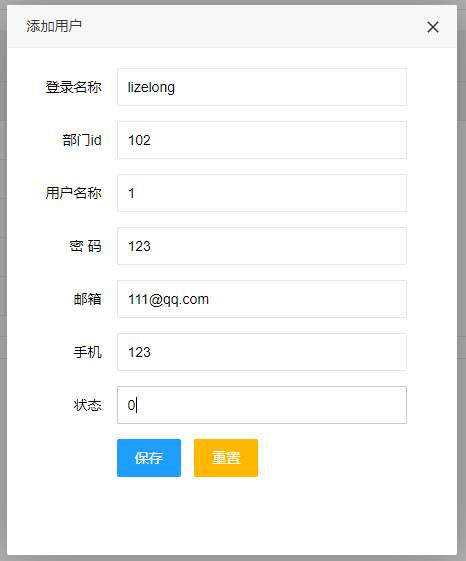 添加用户
登录名称 lizelong
部门id 102
用户名称 1
密 码 123
邮箱 111@qq.com
手机 123
状态 0
保存 重置